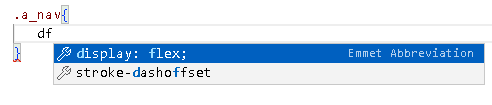 .a_nav{
df
display: flex; Emmet Abbreviation
} stroke-dashoffset